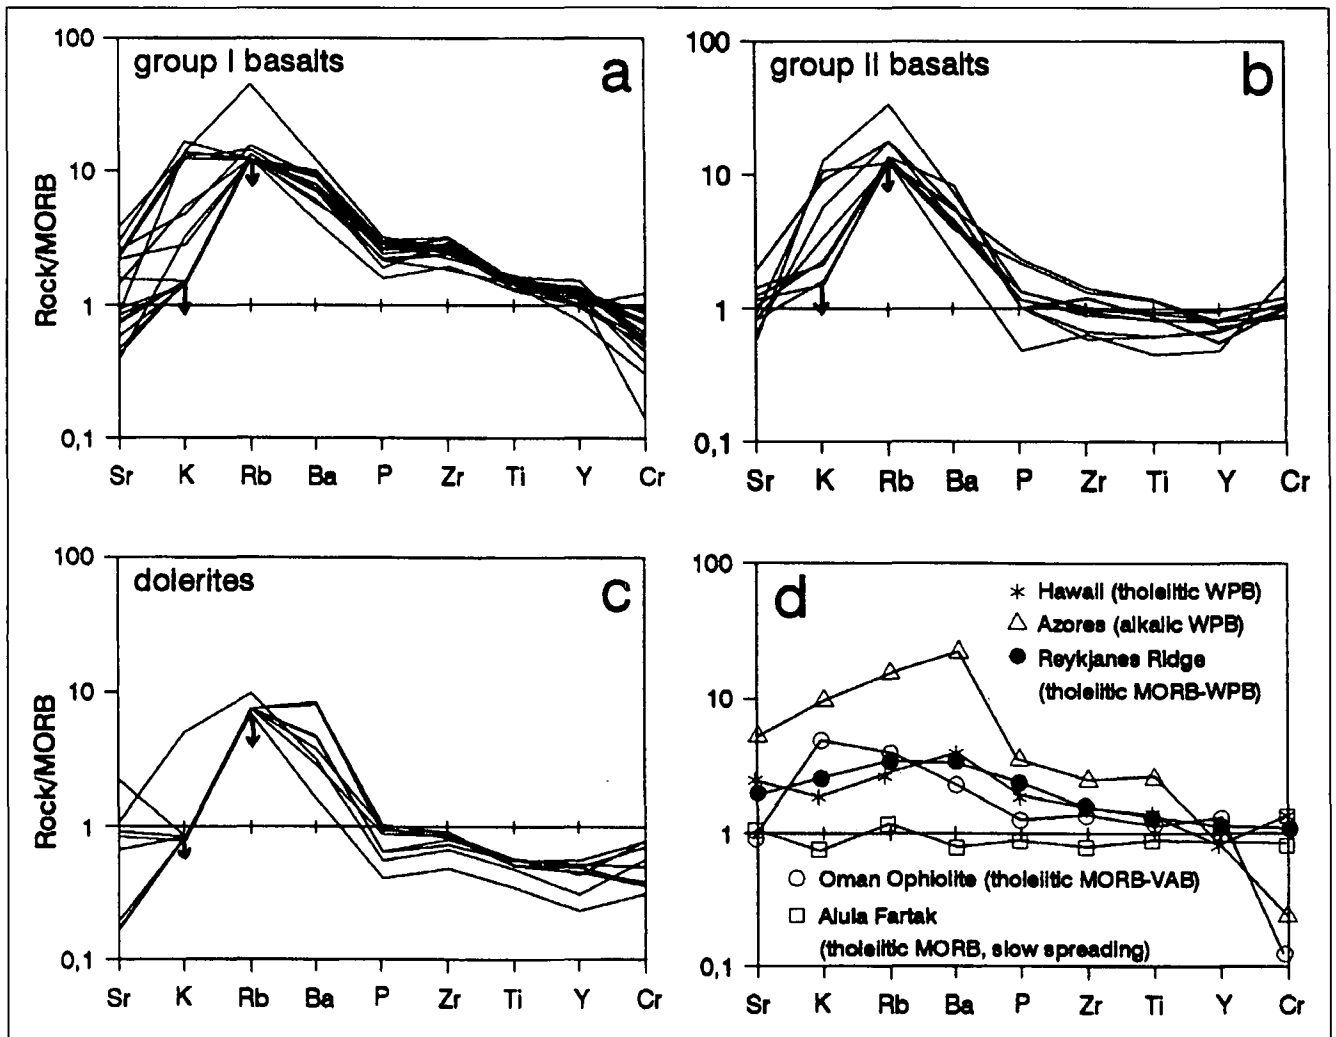 group I basalts
a
100
10
1
0,1
Rock/MORB
Sr K Rb Ba P Zr Ti Y Cr
group II basalts
b
100
10
1
0,1
Sr K Rb Ba P Zr Ti Y Cr
dolerites
c
100
10
1
0,1
Rock/MORB
Sr K Rb Ba P Zr Ti Y Cr
d
100
10
1
0,1
Hawaii (tholeiitic WPB)
Azores (alkalic WPB)
Reykjanes Ridge
(tholeiitic MORB-WPB)
Oman Ophiolite (tholeiitic MORB-VAB)
Alula Fartak
(tholeiitic MORB, slow spreading)
Sr K Rb Ba P Zr Ti Y Cr